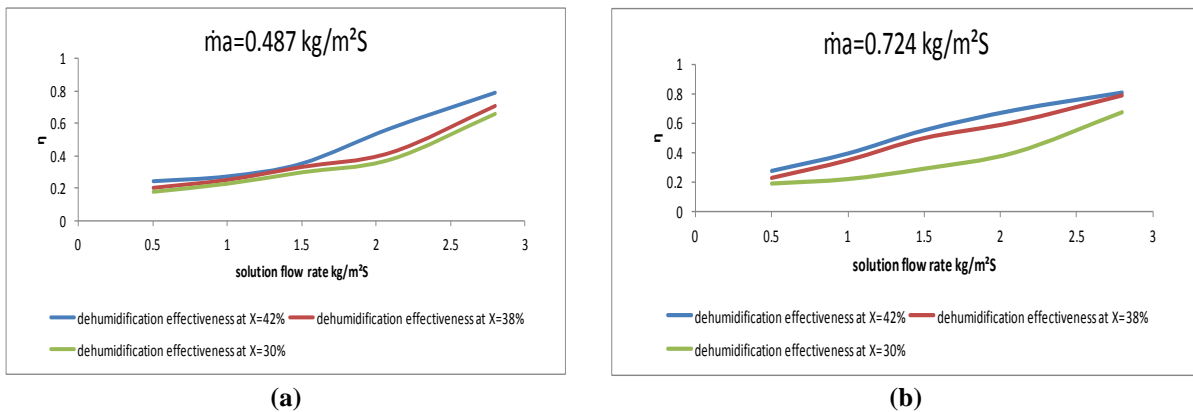 ṁa=0.487 kg/m²S
1
0.8
0.6
0.4
0.2
0
η
0 0.5 1 1.5 2 2.5 3
solution flow rate kg/m²S
dehumidification effectiveness at X=42% dehumidification effectiveness at X=38%
dehumidification effectiveness at X=30%
(a)
ṁa=0.724 kg/m²S
1
0.8
0.6
0.4
0.2
0
η
0 0.5 1 1.5 2 2.5 3
solution flow rate kg/m²S
dehumidification effectiveness at X=42% dehumidification effectiveness at X=38%
dehumidification effectiveness at X=30%
(b)